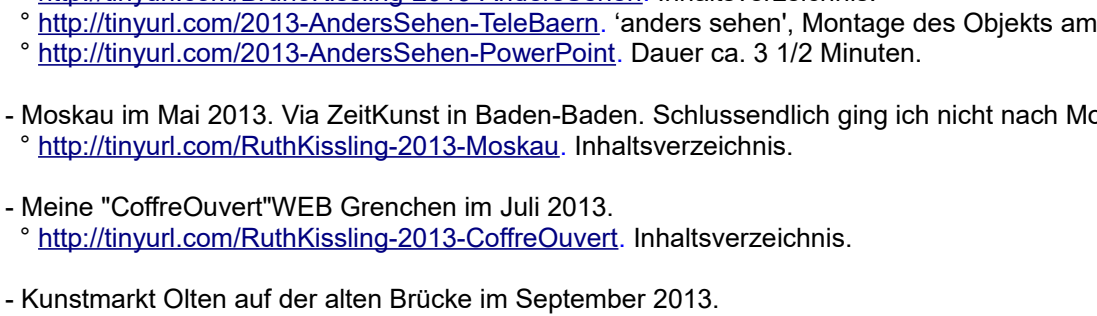 ° http://tinyurl.com/2013-AndersSehen-TeleBaern. ‘anders sehen', Montage des Objekts am
° http://tinyurl.com/2013-AndersSehen-PowerPoint. Dauer ca. 3 1/2 Minuten.
- Moskau im Mai 2013. Via ZeitKunst in Baden-Baden. Schlussendlich ging ich nicht nach
° http://tinyurl.com/RuthKissling-2013-Moskau. Inhaltsverzeichnis.
- Meine "CoffreOuvert"WEB Grenchen im Juli 2013.
° http://tinyurl.com/RuthKissling-2013-CoffreOuvert. Inhaltsverzeichnis.
- Kunstmarkt Olten auf der alten Brücke im September 2013.